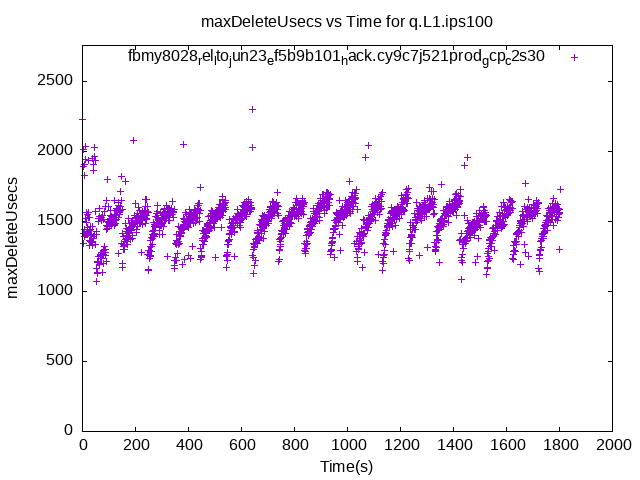 maxDeleteUsecs vs Time for q.L1.ips100
fbmy8028relltojun23ef5b9b101hack.cy9c7j521prodgcpc2s30
2500
2000
1500
1000
500
0
maxDeleteUsecs
0 200 400 600 800 1000 1200 1400 1600 1800 2000
Time(s)